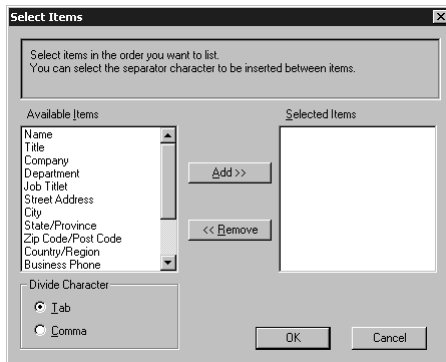 Select Items
Select items in the order you want to list.
You can select the separator character to be inserted between items.
Available Items
Selected Items
Name
Title
Company
Department
Job Titlet
Street Address
City
State/Province
Zip Code/Post Code
Country/Region
Business Phone
Add >>
<< Remove
Divide Character
Tab
Comma
OK
Cancel